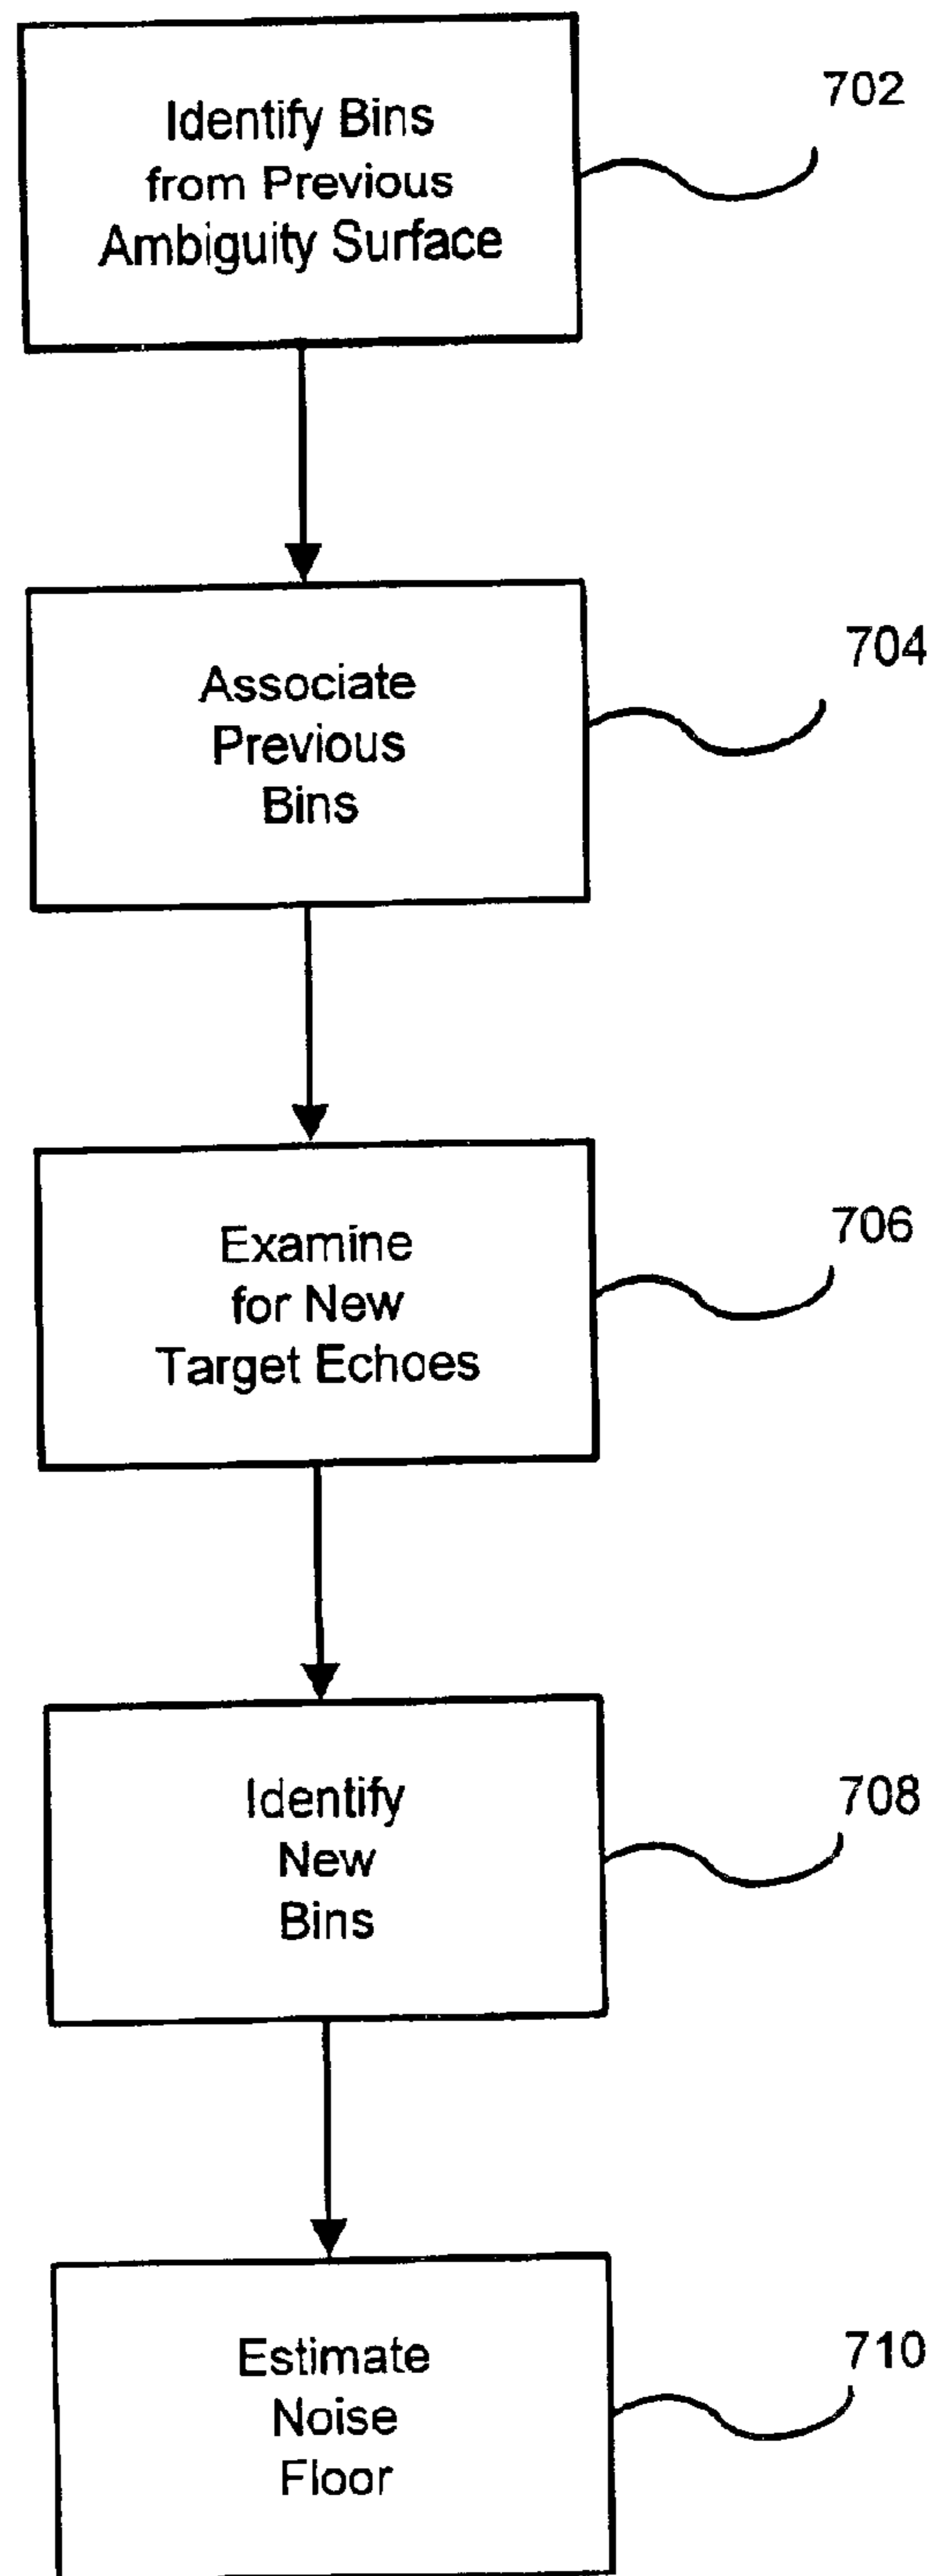 Identify Bins
from Previous
Ambiguity Surface
702
Associate
Previous
Bins
704
Examine
for New
Target Echoes
706
Identify
New
Bins
708
Estimate
Noise
Floor
710